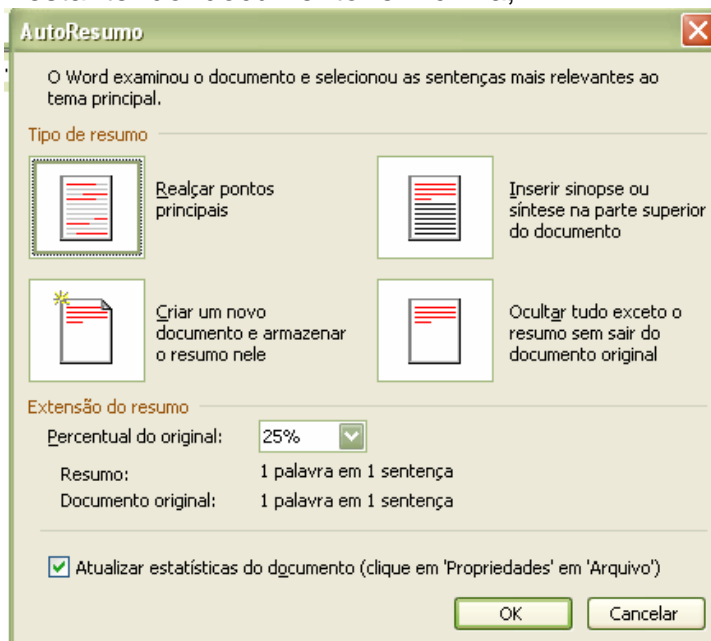 AutoResumo
O Word examinou o documento e selecionou as sentenças mais relevantes ao
tema principal.
Tipo de resumo
Realçar pontos
principais
Inserir sinopse ou
síntese na parte superior
do documento
Criar um novo
documento e armazenar
o resumo nele
Ocultar tudo exceto o
resumo sem sair do
documento original
Extensão do resumo
Percentual do original: 25%
Resumo: 1 palavra em 1 sentença
Documento original: 1 palavra em 1 sentença
Atualizar estatísticas do documento (clique em 'Propriedades' em 'Arquivo')
OK Cancelar